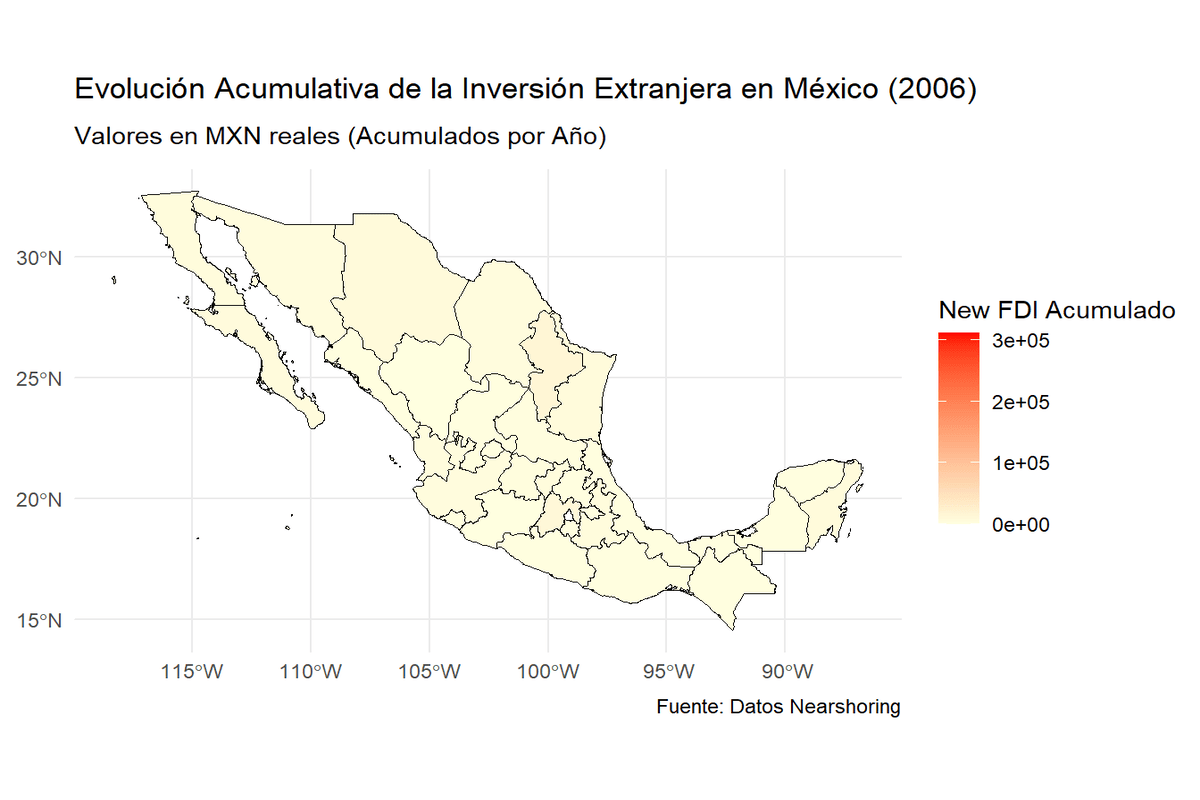 Evolución Acumulativa de la Inversión Extranjera en México (2006)
Valores en MXN reales (Acumulados por Año)
30°N
25°N
20°N
15°N
115°W
110°W
105°W
100°W
95°W
90°W
New FDI Acumulado
3e+05
2e+05
1e+05
0e+00
Fuente: Datos Nearshoring